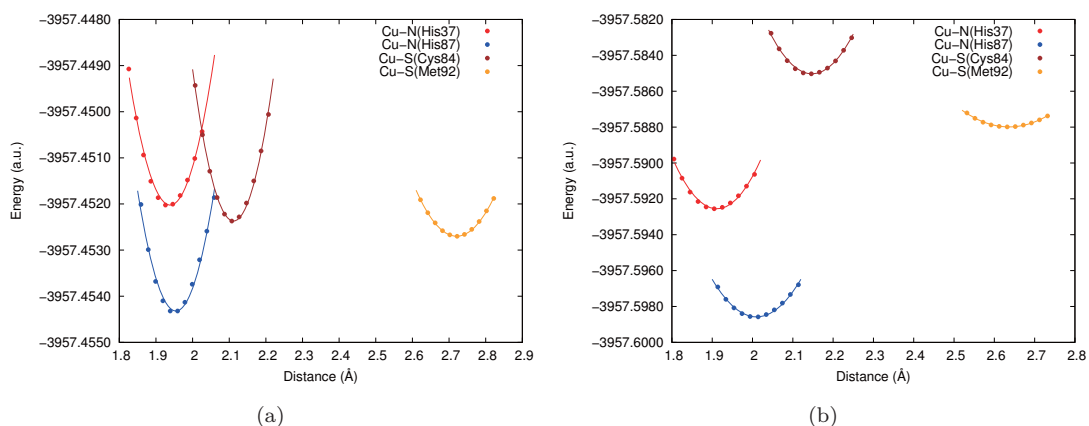 −3957.4480
−3957.4490
−3957.4500
−3957.4510
−3957.4520
−3957.4530
−3957.4540
−3957.4550
Energy (a.u.)
1.8 1.9 2 2.1 2.2 2.3 2.4 2.5 2.6 2.7 2.8 2.9
Distance (Å)
Cu−N(His37)
Cu−N(His87)
Cu−S(Cys84)
Cu−S(Met92)
(a)
−3957.5820
−3957.5840
−3957.5860
−3957.5880
−3957.5900
−3957.5920
−3957.5940
−3957.5960
−3957.5980
−3957.6000
Energy (a.u.)
1.8 1.9 2 2.1 2.2 2.3 2.4 2.5 2.6 2.7 2.8
Distance (Å)
Cu−N(His37)
Cu−N(His87)
Cu−S(Cys84)
Cu−S(Met92)
(b)